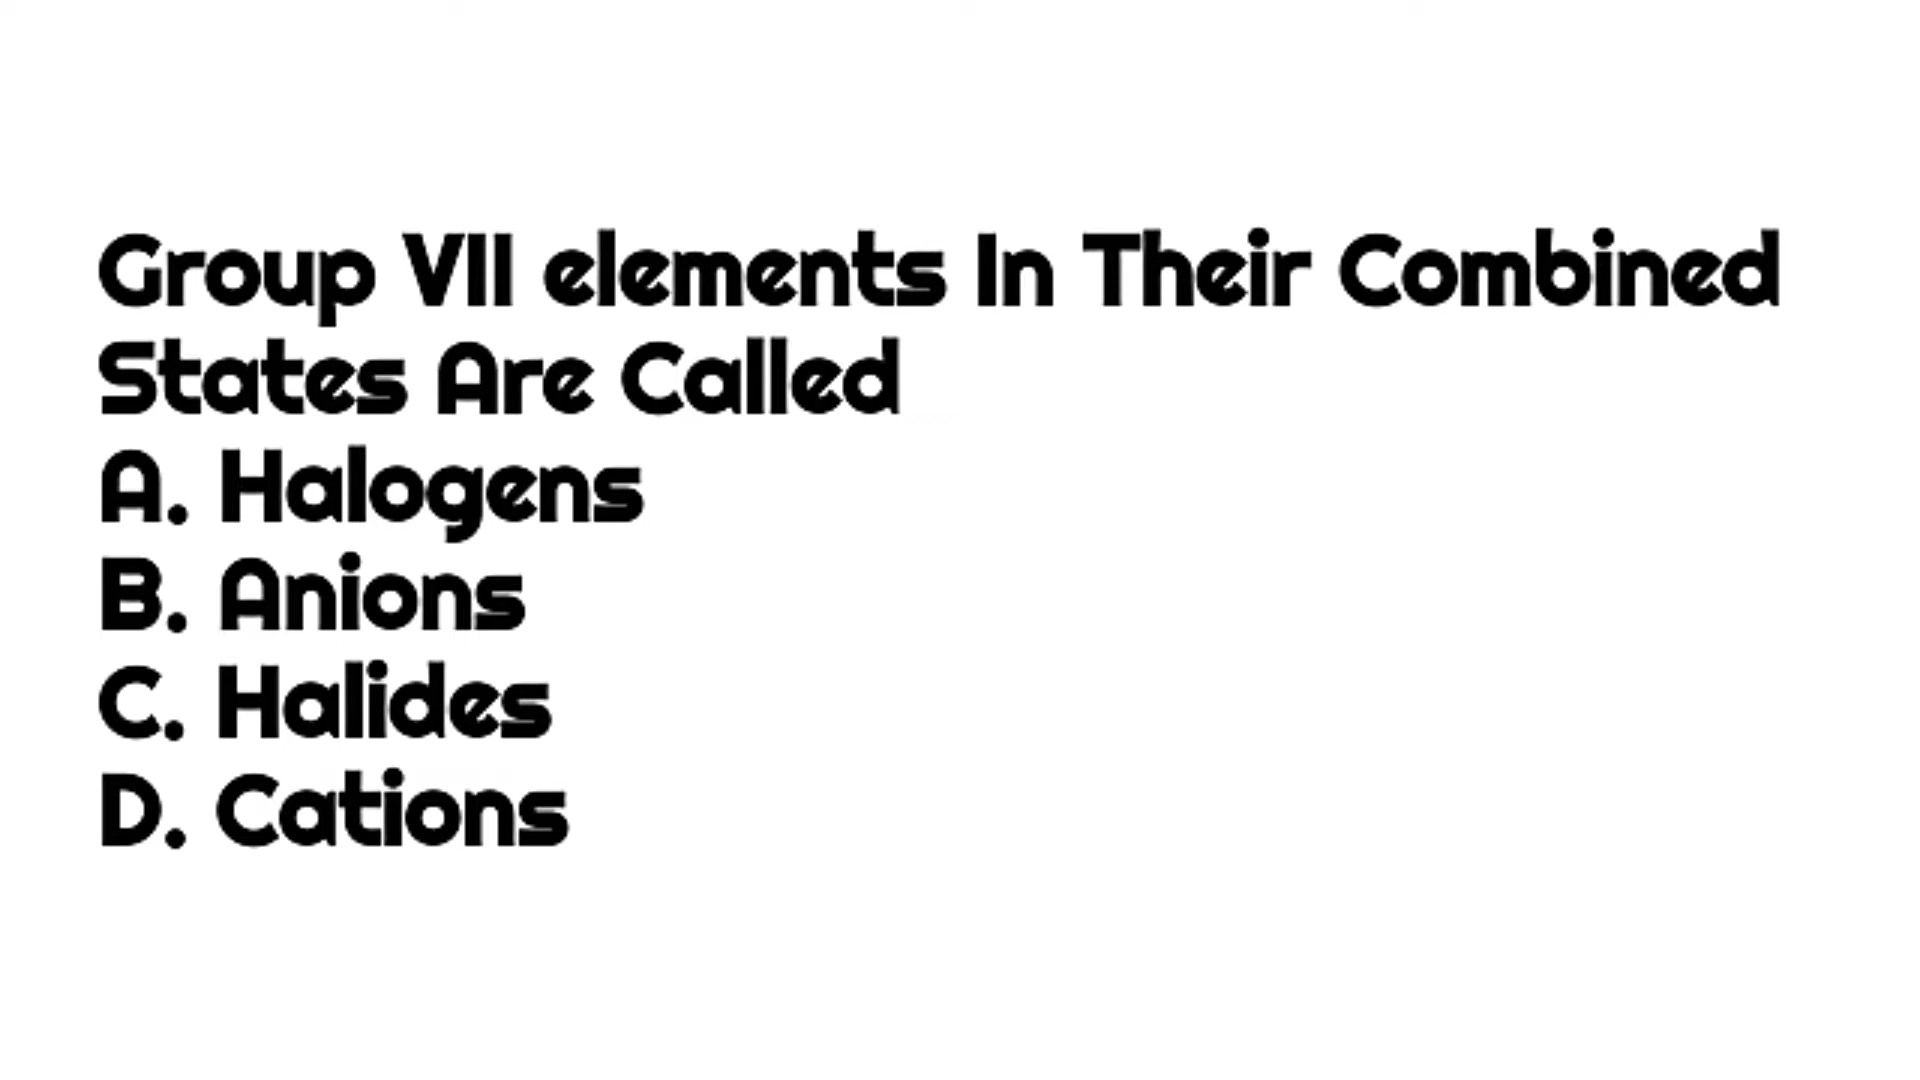 Group VII elements In Their Combined
States Are Called
A. Halogens
B. Anions
C. Halides
D. Cations